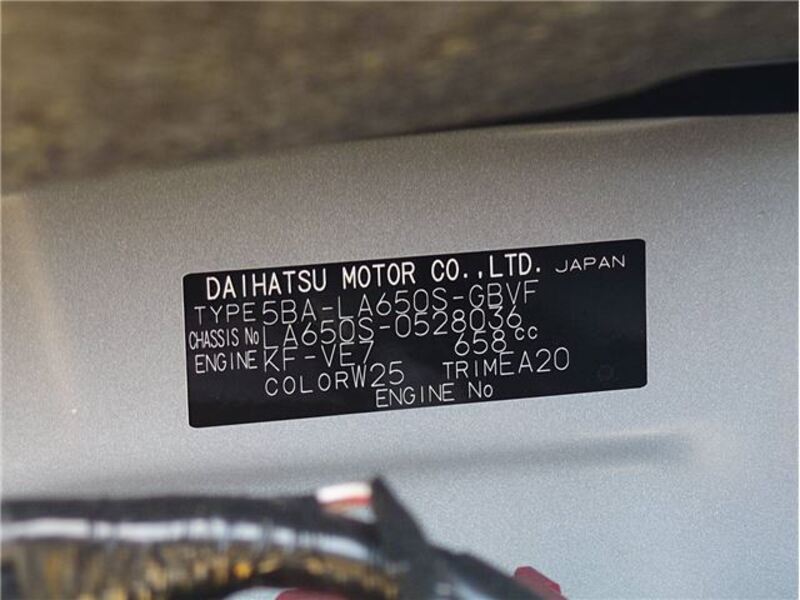 DAIHATSU MOTOR CO.,LTD. JAPAN
TYPE 5BA-LA650S-GBVF
CHASSIS No LA650S-0528036
ENGINE KF-VE7 658cc
COLOR W25 TRIM EA20
ENGINE No